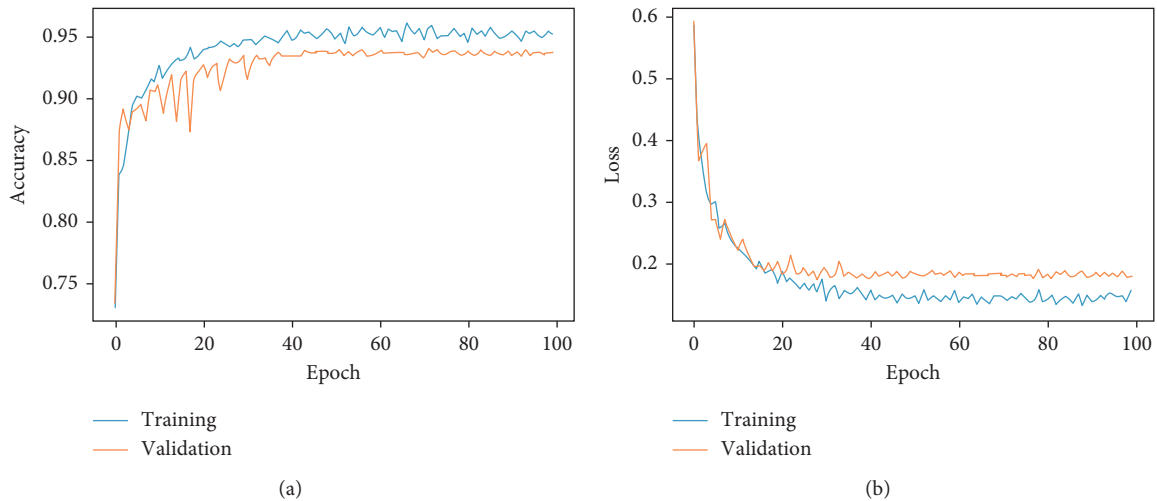 0.95
0.90
0.85
0.80
0.75
Accuracy
0 20 40 60 80 100
Epoch
Training
Validation
(a)
0.6
0.5
0.4
0.3
0.2
Loss
0 20 40 60 80 100
Epoch
Training
Validation
(b)